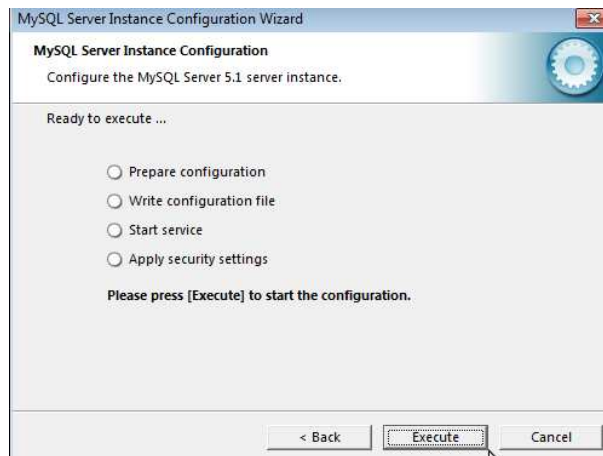 MySQL Server Instance Configuration Wizard
MySQL Server Instance Configuration
Configure the MySQL Server 5.1 server instance.
Ready to execute ...
Prepare configuration
Write configuration file
Start service
Apply security settings
Please press [Execute] to start the configuration.
< Back Execute Cancel